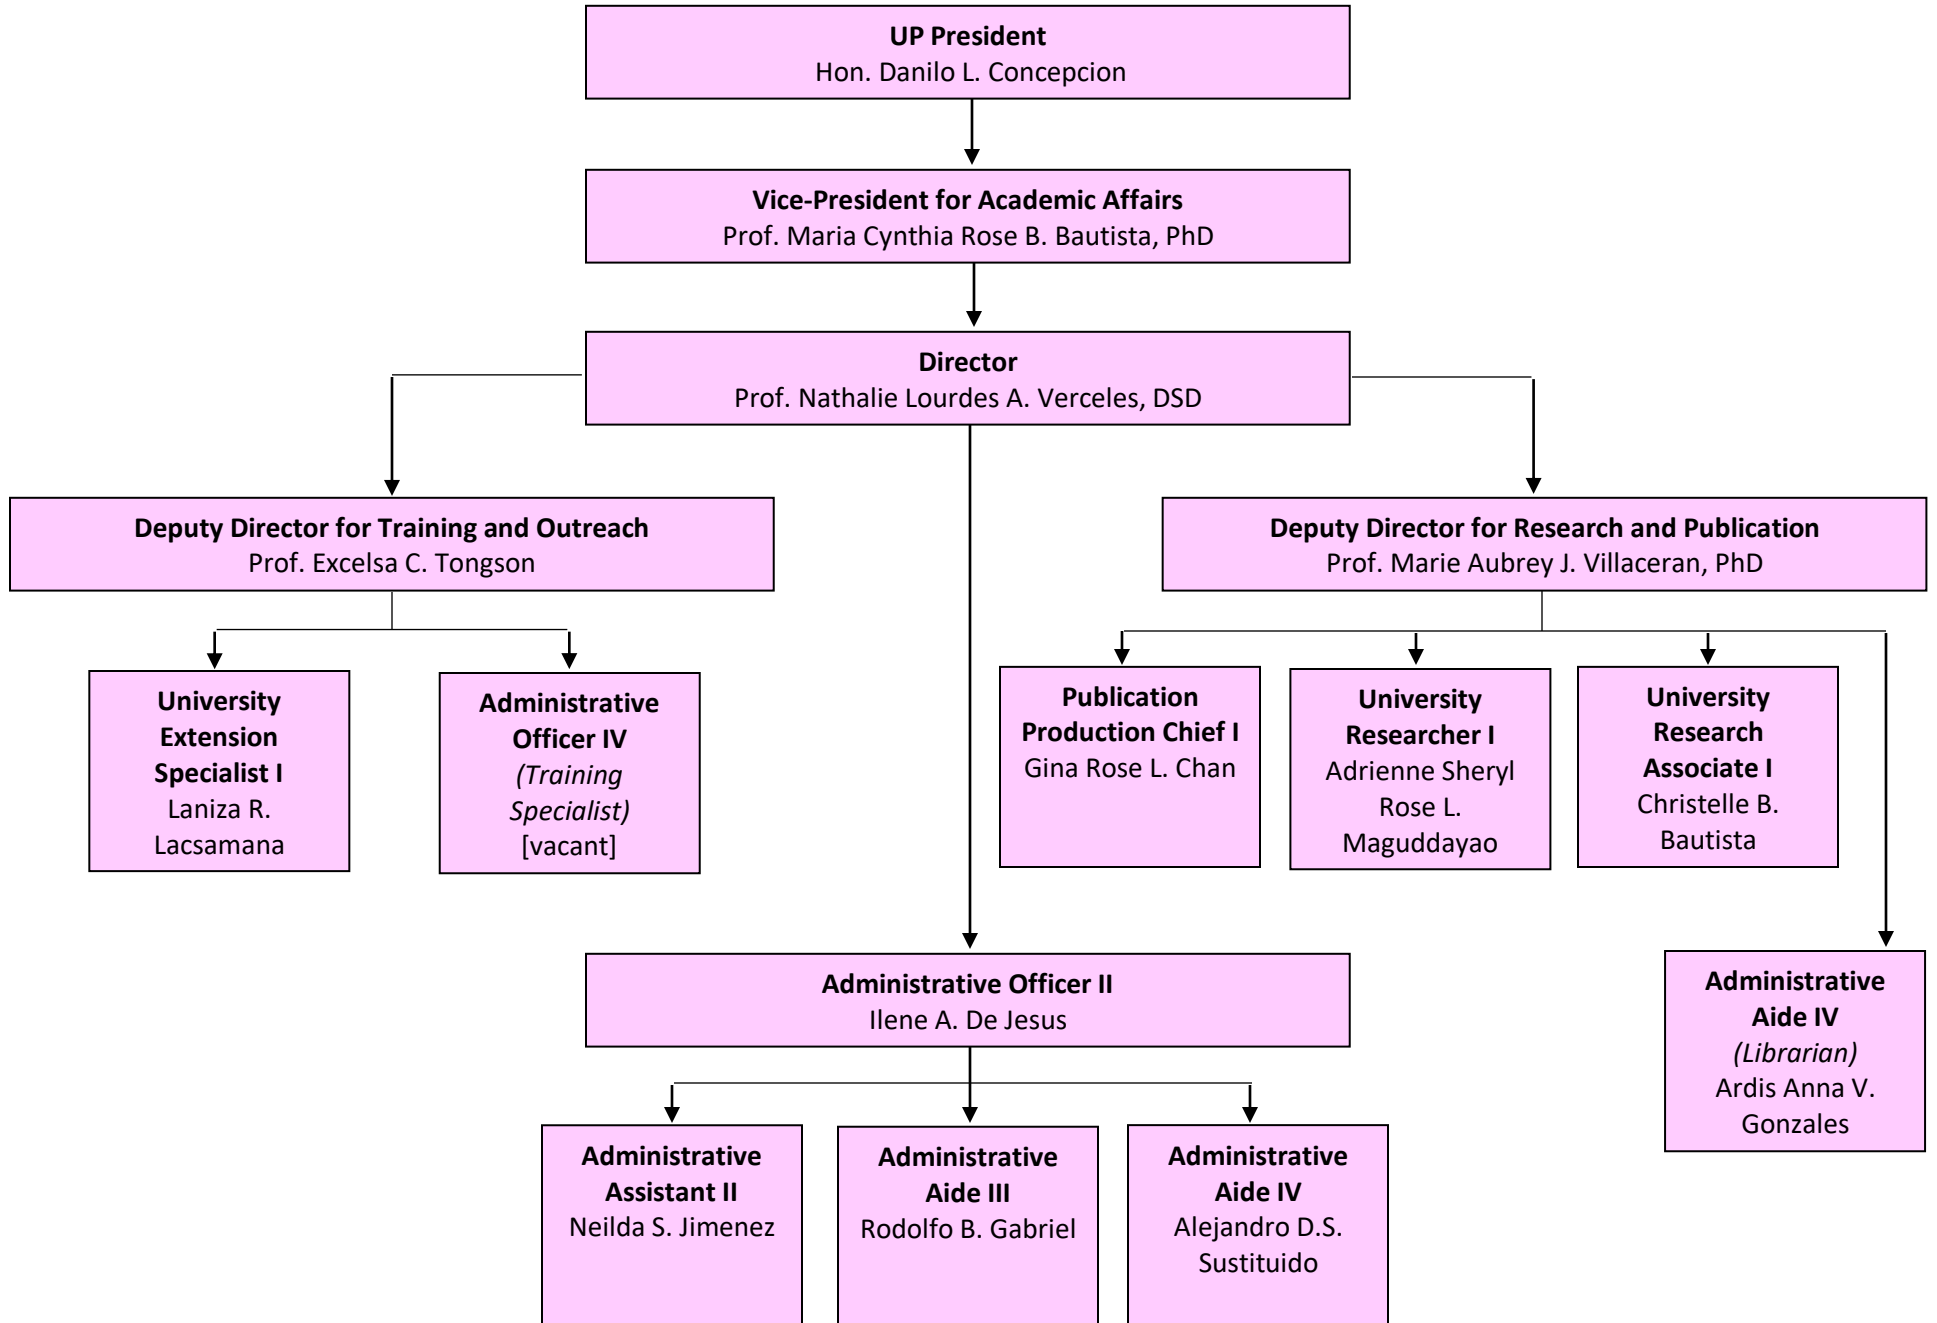 UP President
Hon. Danilo L. Concepcion
Vice-President for Academic Affairs
Prof. Maria Cynthia Rose B. Bautista, PhD
Director
Prof. Nathalie Lourdes A. Verceles, DSD
Deputy Director for Training and Outreach
Prof. Excelsa C. Tongson
Deputy Director for Research and Publication
Prof. Marie Aubrey J. Villaceran, PhD
University
Extension
Specialist I
Laniza R.
Lacsamana
Administrative
Officer IV
(Training
Specialist)
[vacant]
Publication
Production Chief I
Gina Rose L. Chan
University
Researcher I
Adrienne Sheryl
Rose L.
Maguddayao
University
Research
Associate I
Christelle B.
Bautista
Administrative Officer II
Ilene A. De Jesus
Administrative
Aide IV
(Librarian)
Ardis Anna V.
Gonzales
Administrative
Assistant II
Neilda S. Jimenez
Administrative
Aide III
Rodolfo B. Gabriel
Administrative
Aide IV
Alejandro D.S.
Sustituido